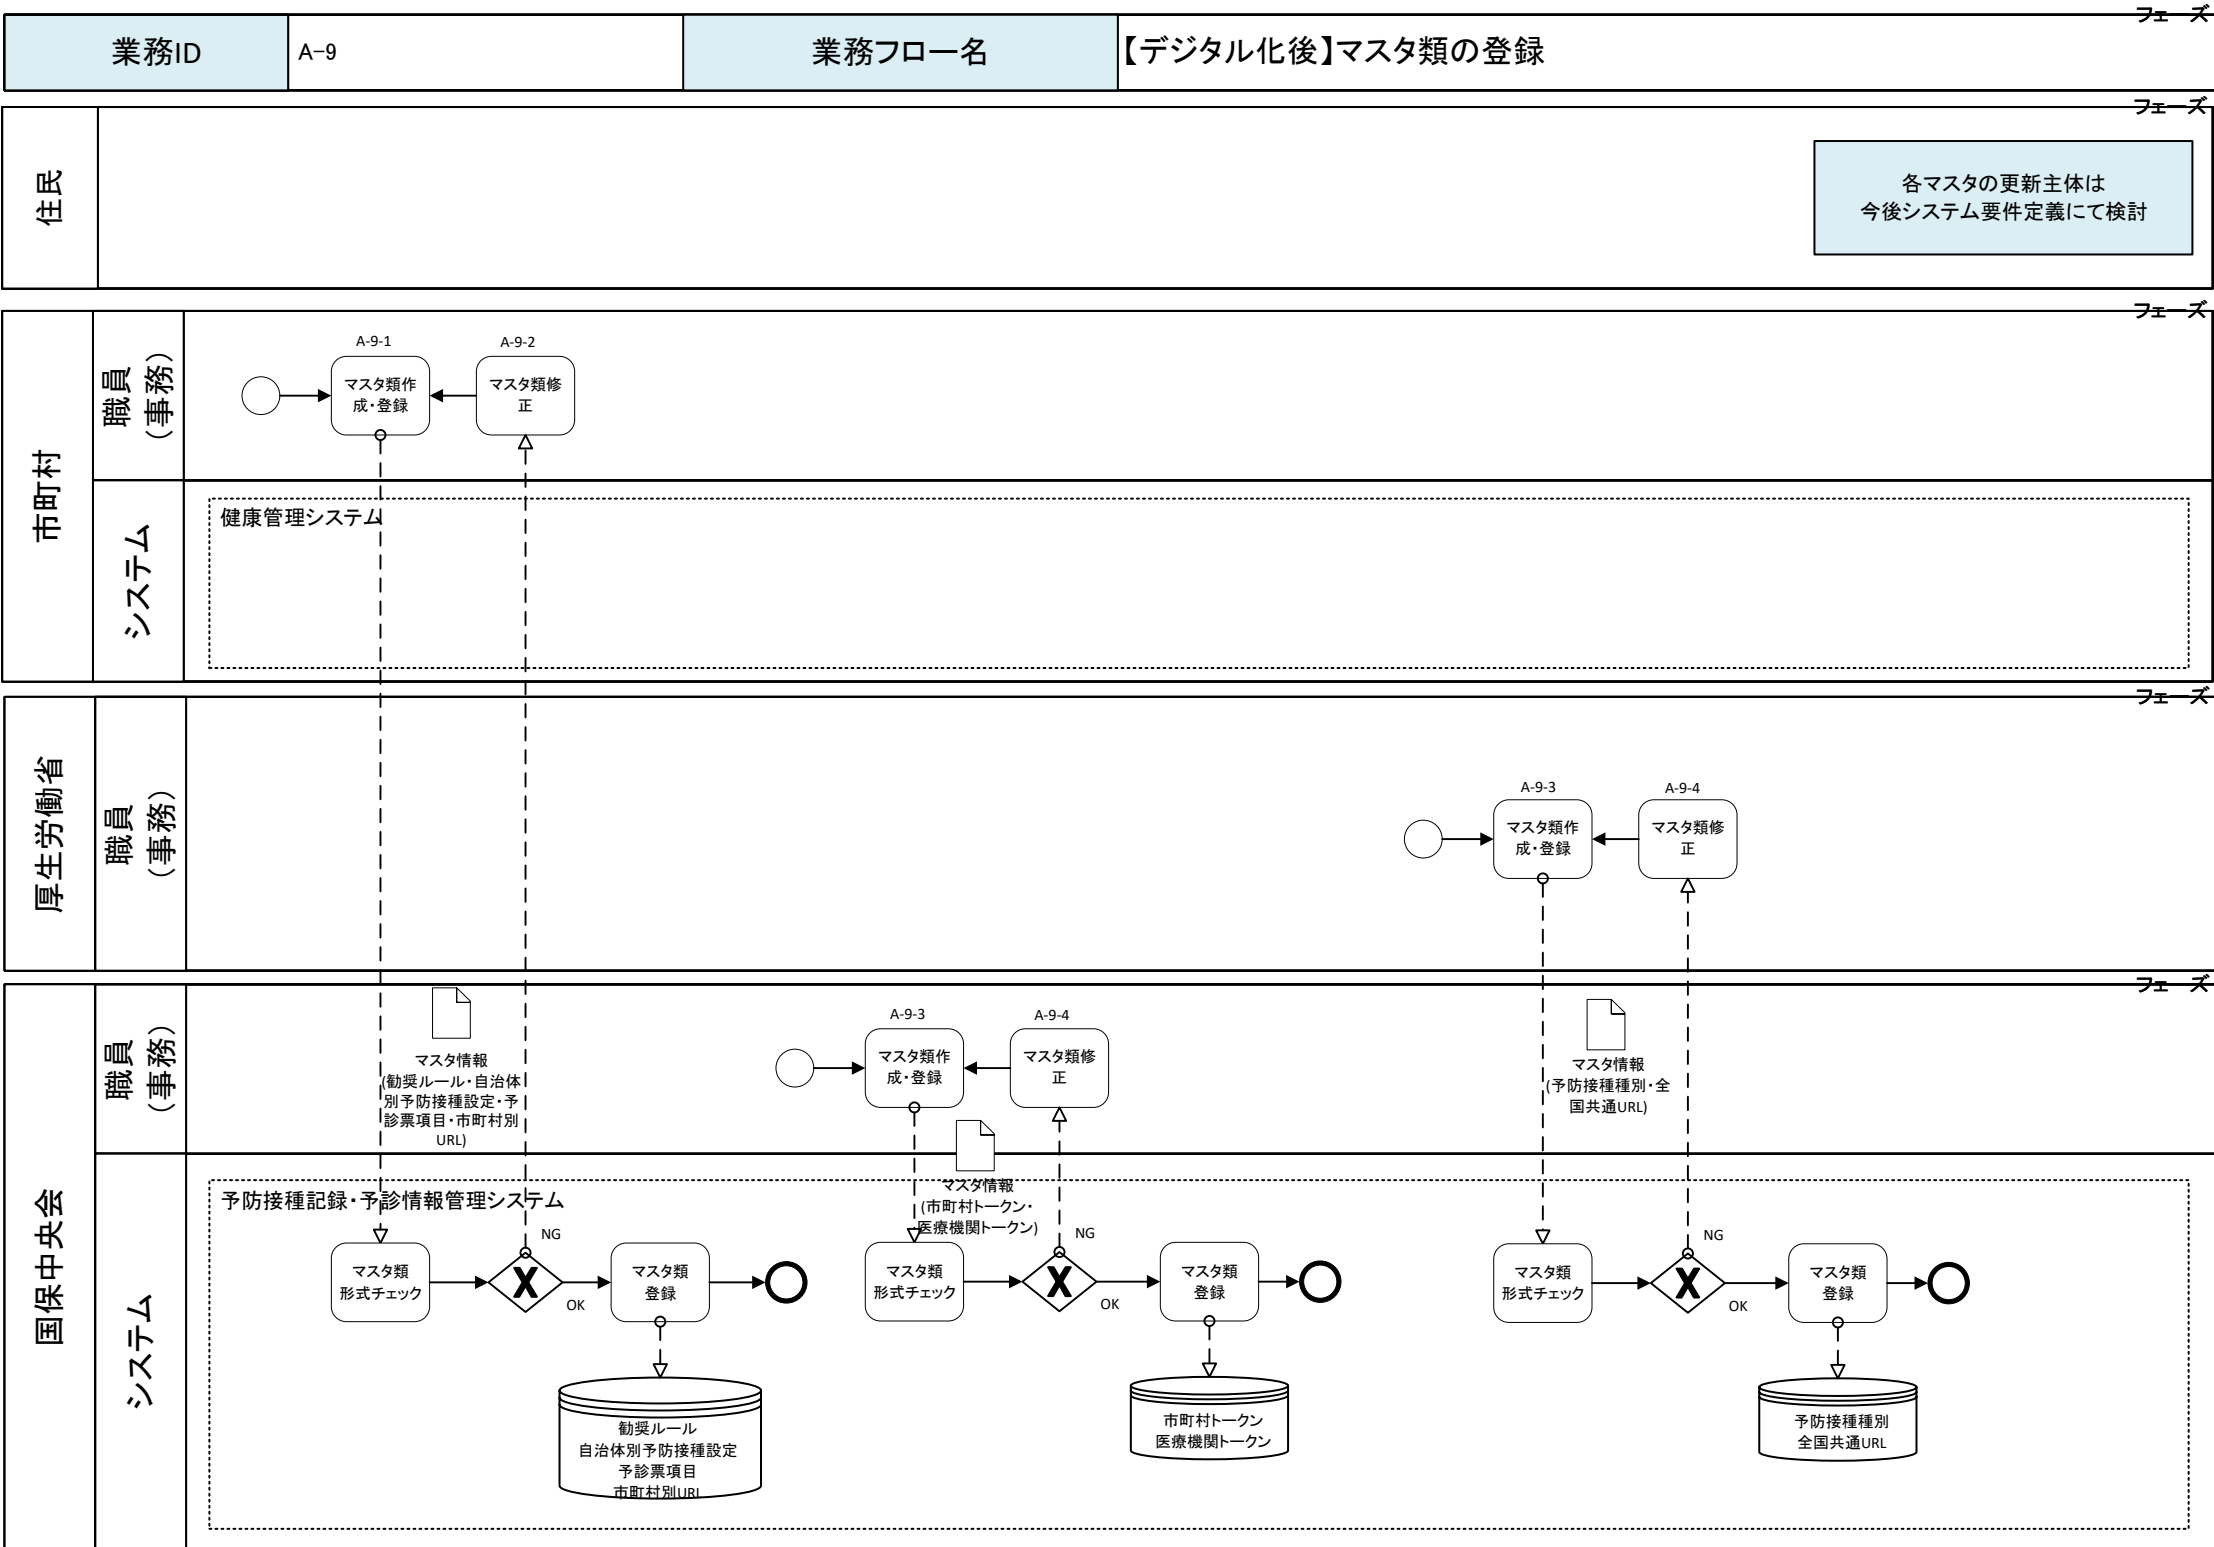 フェーズ
業務ID
A-9
業務フロー名
【デジタル化後】マスタ類の登録
フェーズ
住民
各マスタの更新主体は
今後システム要件定義にて検討
フェーズ
市町村
職員
(事務)
A-9-1
マスタ類作
成・登録
A-9-2
マスタ類修
正
システム
健康管理システム
フェーズ
厚生労働省
職員
(事務)
A-9-3
マスタ類作
成・登録
A-9-4
マスタ類修
正
フェーズ
国保中央会
職員
(事務)
マスタ情報
(勧奨ルール・自治体
別予防接種設定・予
診票項目・市町村別
URL)
A-9-3
マスタ類作
成・登録
A-9-4
マスタ類修
正
マスタ情報
(市町村トークン・
医療機関トークン)
マスタ情報
(予防接種種別・全
国共通URL)
システム
予防接種記録・予診情報管理システム
マスタ類
形式チェック
X
NG
OK
マスタ類
登録
勧奨ルール
自治体別予防接種設定
予診票項目
市町村別URL
マスタ類
形式チェック
X
NG
OK
マスタ類
登録
市町村トークン
医療機関トークン
マスタ類
形式チェック
X
NG
OK
マスタ類
登録
予防接種種別
全国共通URL